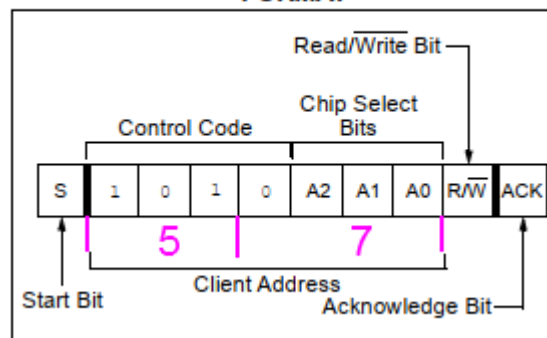 Read/Write Bit
Chip Select
Bits
Control Code
S 1 0 1 0 A2 A1 A0 R/W ACK
5 7
Client Address
Start Bit
Acknowledge Bit